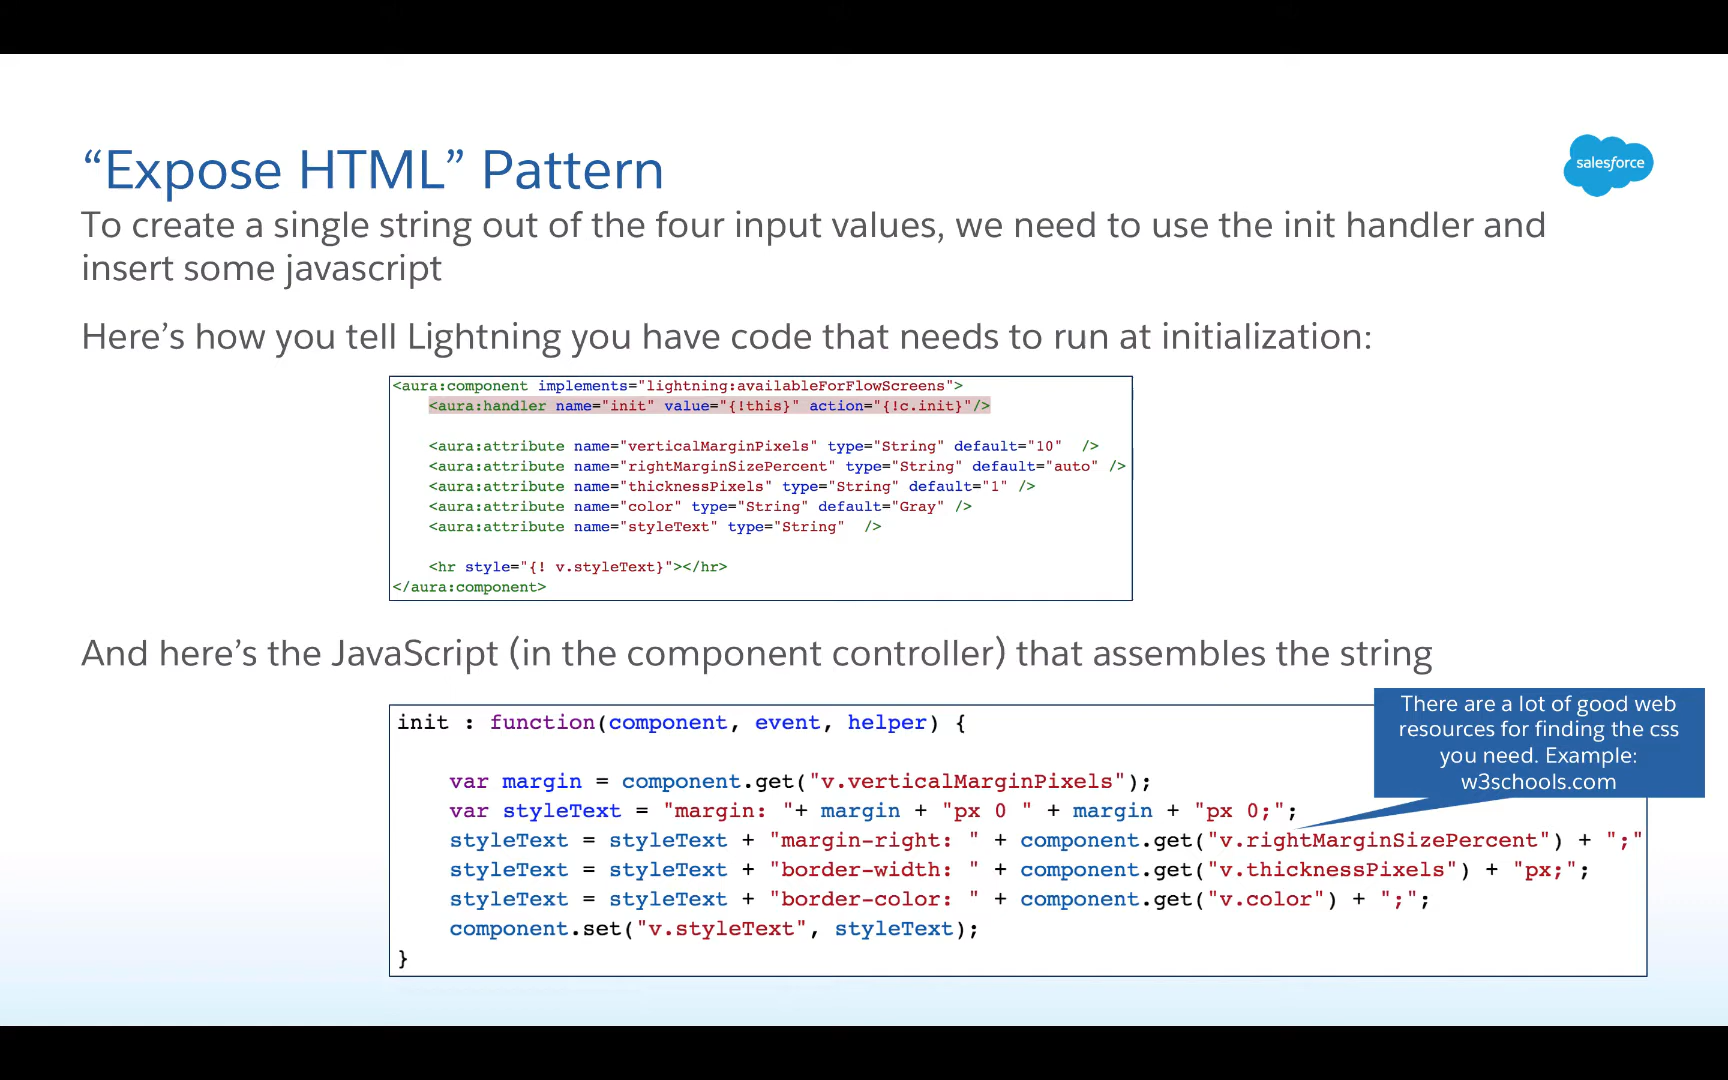 “Expose HTML” Pattern
salesforce
To create a single string out of the four input values, we need to use the init handler and
insert some javascript
Here’s how you tell Lightning you have code that needs to run at initialization:
<aura:component implements="lightning:availableForFlowScreens">
<aura:handler name="init" value="{!this}" action="{!c.init}"/>
<aura:attribute name="verticalMarginPixels" type="String" default="10" />
<aura:attribute name="rightMarginSizePercent" type="String" default="auto" />
<aura:attribute name="thicknessPixels" type="String" default="1" />
<aura:attribute name="color" type="String" default="Gray" />
<aura:attribute name="styleText" type="String" />
<hr style="{! v.styleText}"></hr>
</aura:component>
And here’s the JavaScript (in the component controller) that assembles the string
There are a lot of good web
resources for finding the css
you need. Example:
w3schools.com
init : function(component, event, helper) {
var margin = component.get("v.verticalMarginPixels");
var styleText = "margin: "+ margin + "px 0 " + margin + "px 0;";
styleText = styleText + "margin-right: " + component.get("v.rightMarginSizePercent") + ";"
styleText = styleText + "border-width: " + component.get("v.thicknessPixels") + "px;";
styleText = styleText + "border-color: " + component.get("v.color") + ";";
component.set("v.styleText", styleText);
}